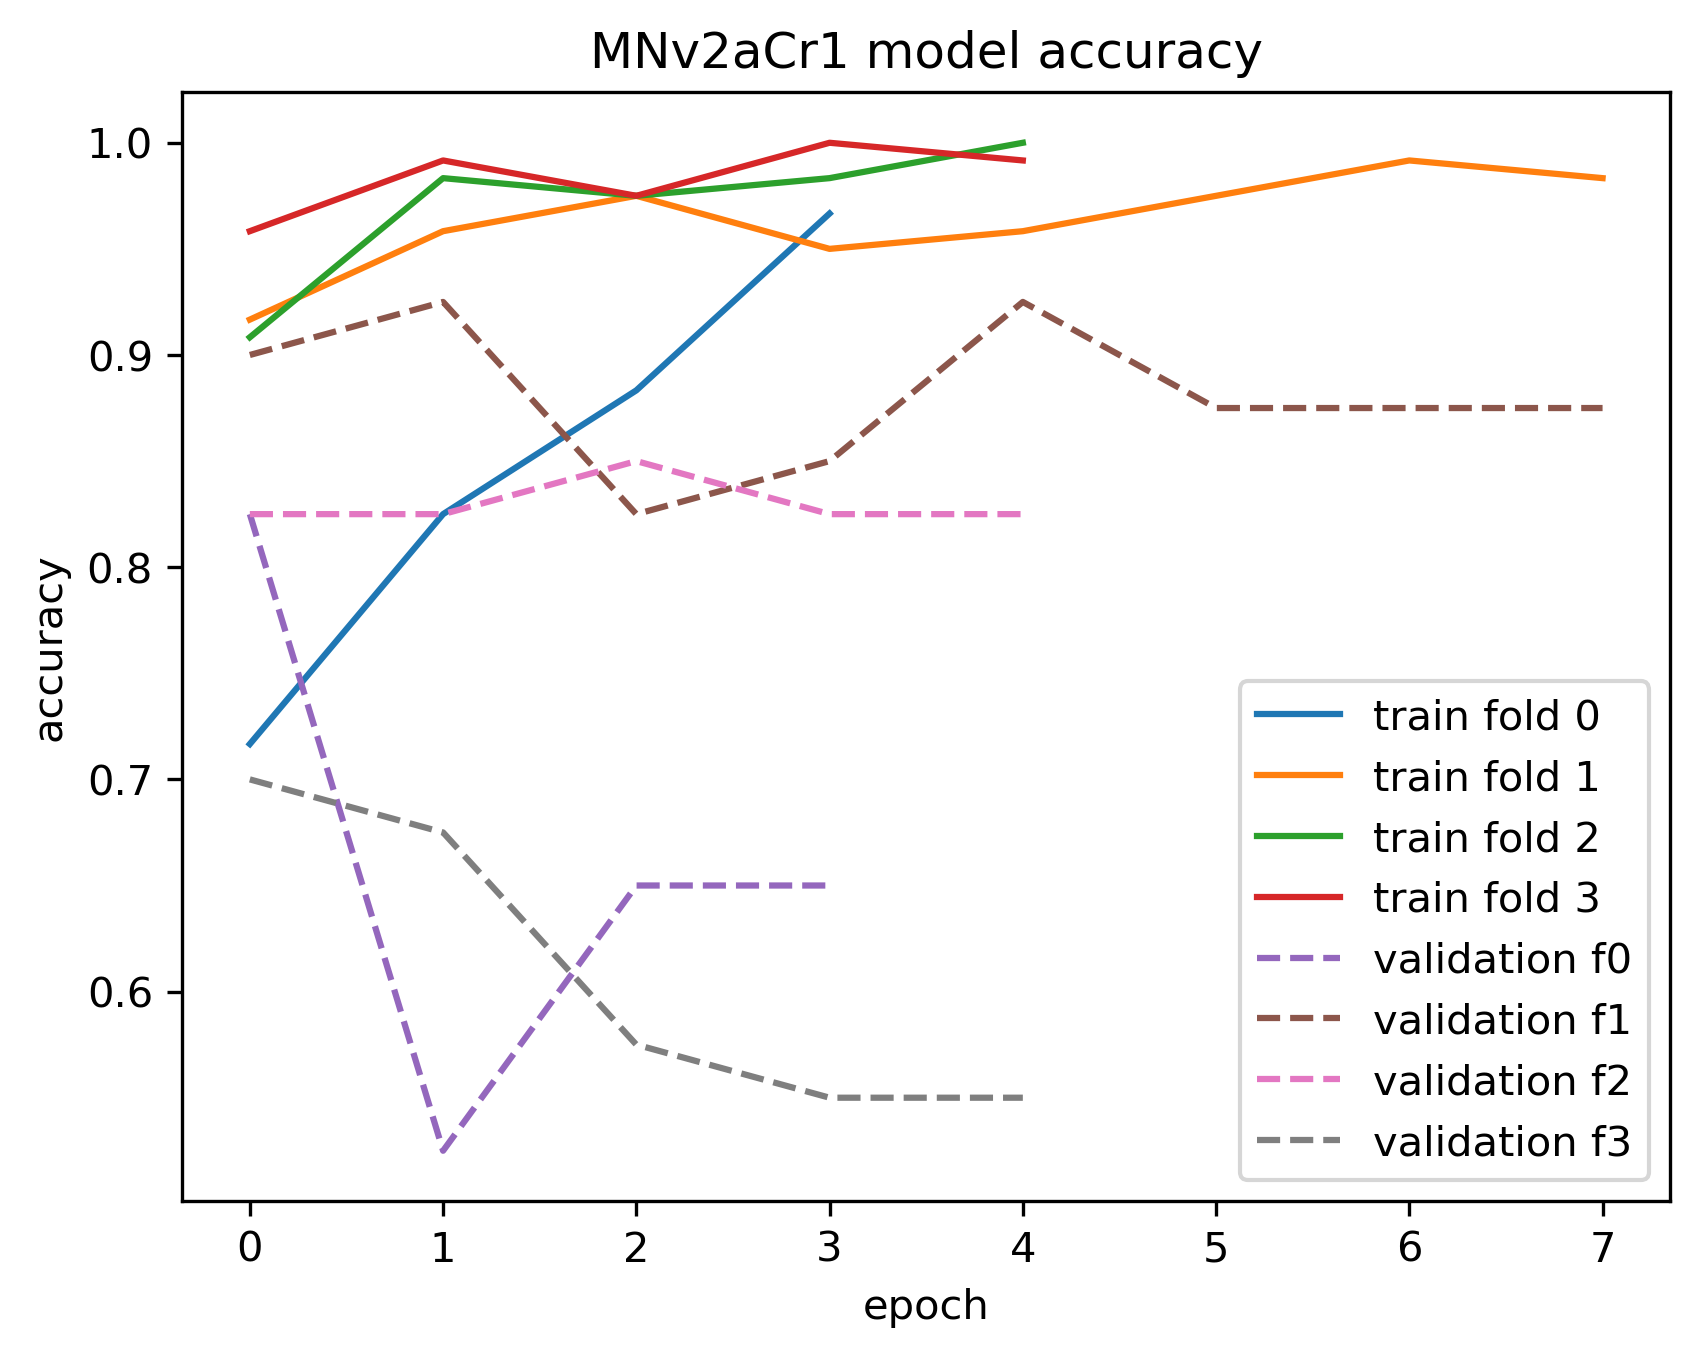 MNv2aCr1 model accuracy
1.0
0.9
0.8
0.7
0.6
accuracy
0 1 2 3 4 5 6 7
epoch
train fold 0
train fold 1
train fold 2
train fold 3
validation f0
validation f1
validation f2
validation f3